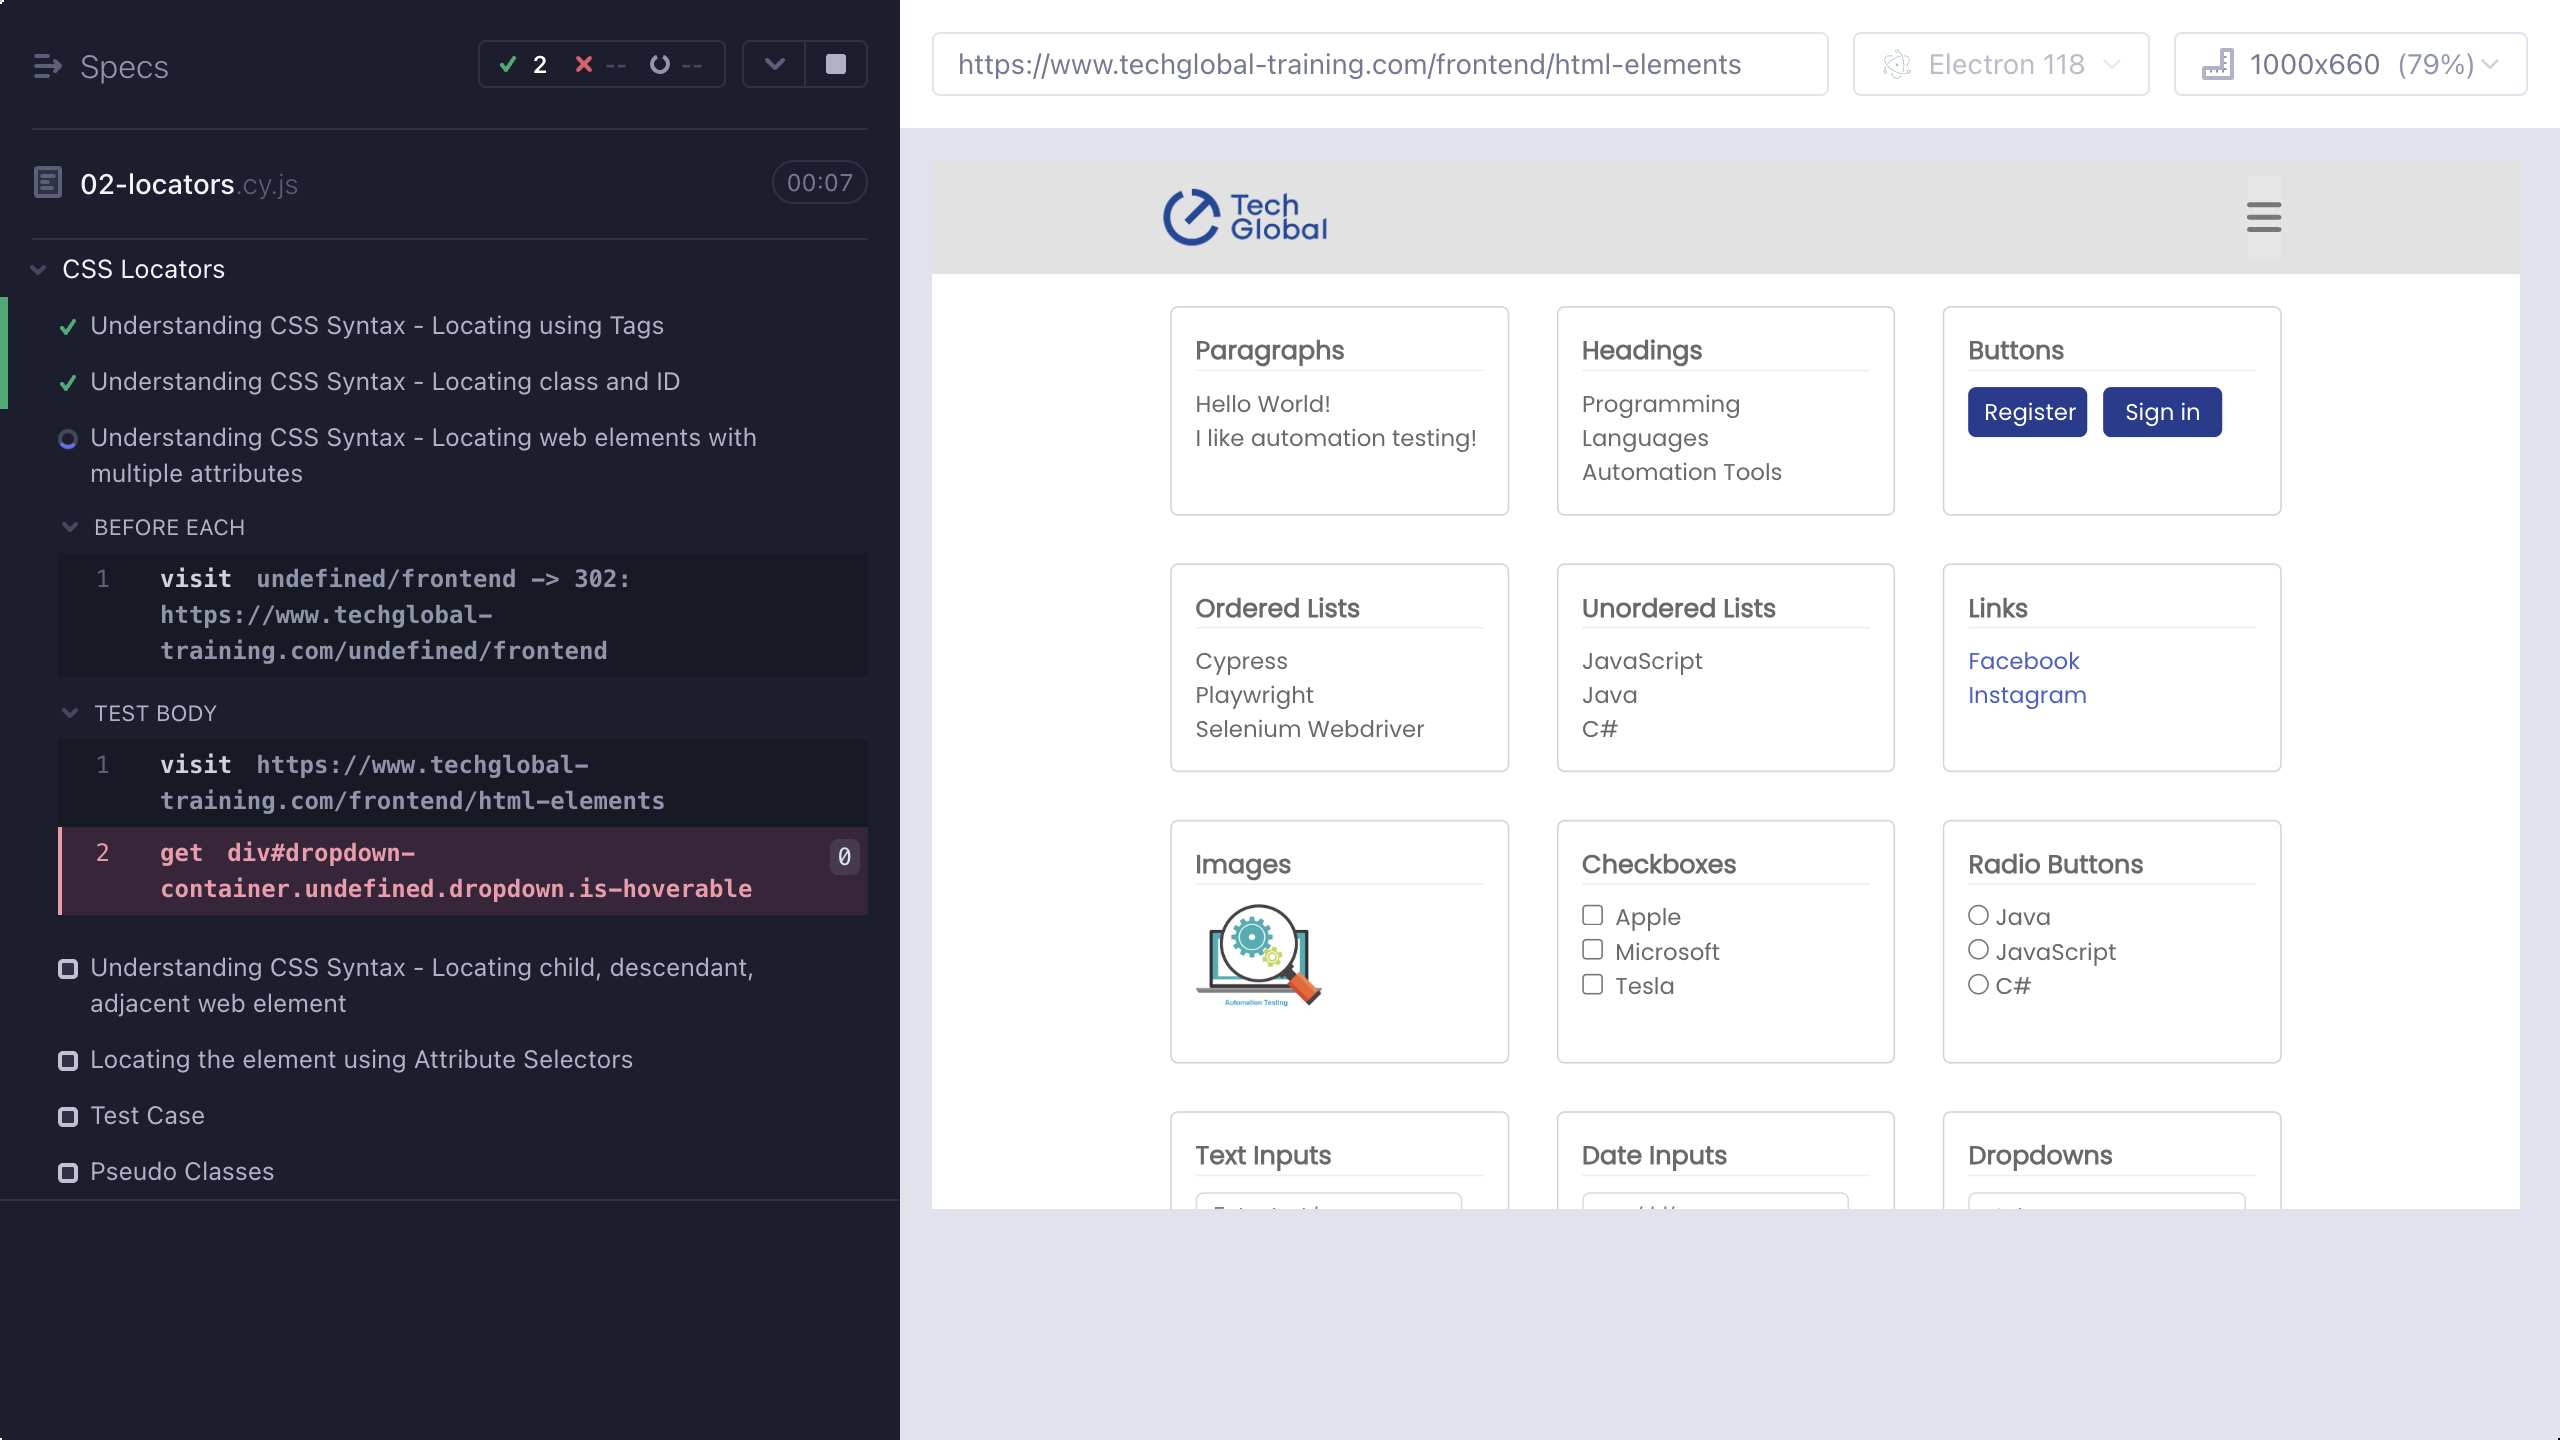 Specs
2
--
--
02-locators.cy.js
00:07
CSS Locators
Understanding CSS Syntax - Locating using Tags
Understanding CSS Syntax - Locating class and ID
Understanding CSS Syntax - Locating web elements with
multiple attributes
BEFORE EACH
1 visit undefined/frontend -> 302:
https://www.techglobal-
training.com/undefined/frontend
TEST BODY
1 visit https://www.techglobal-
training.com/frontend/html-elements
2 get div#dropdown-
container.undefined.dropdown.is-hoverable
0
Understanding CSS Syntax - Locating child, descendant,
adjacent web element
Locating the element using Attribute Selectors
Test Case
Pseudo Classes
https://www.techglobal-training.com/frontend/html-elements
Electron 118
1000x660 (79%)
Tech
Global
Paragraphs
Hello World!
I like automation testing!
Headings
Programming
Languages
Automation Tools
Buttons
Register
Sign in
Ordered Lists
Cypress
Playwright
Selenium Webdriver
Unordered Lists
JavaScript
Java
C#
Links
Facebook
Instagram
Images
Automation Testing
Checkboxes
Apple
Microsoft
Tesla
Radio Buttons
Java
JavaScript
C#
Text Inputs
Date Inputs
Dropdowns